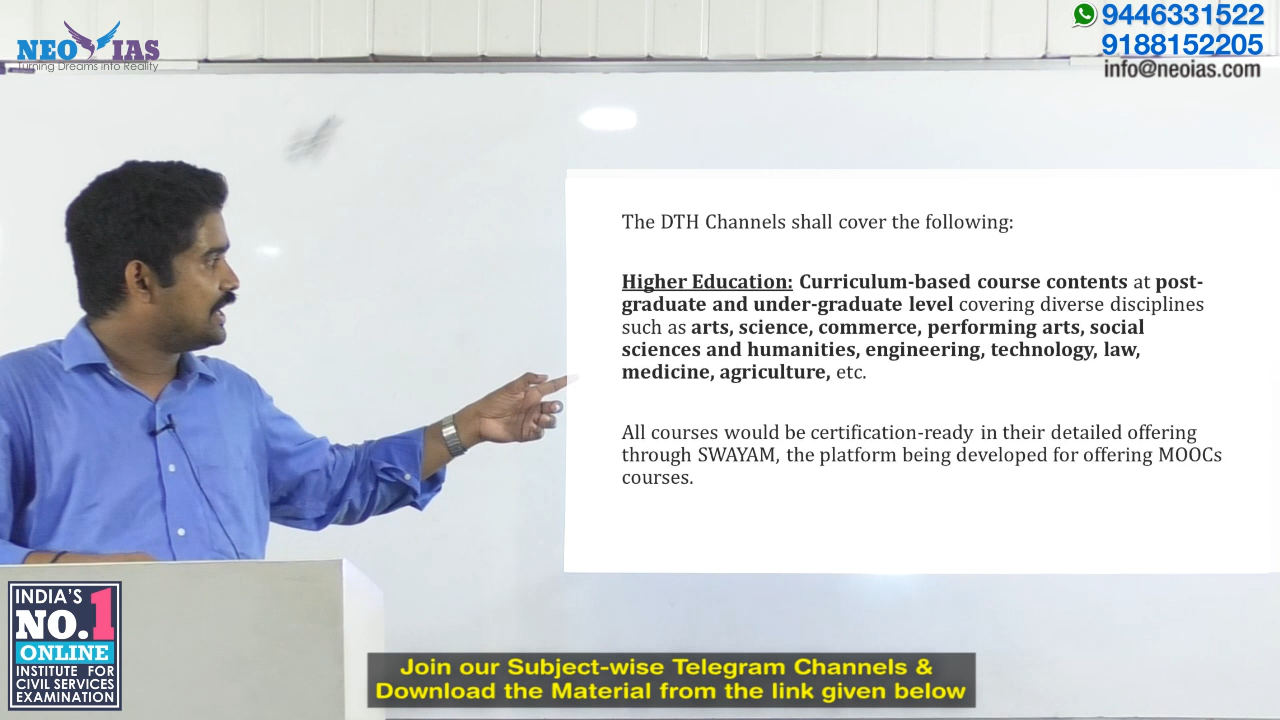 NEO IAS
Turning Dreams into Reality
9446331522
9188152205
info@neoias.com
The DTH Channels shall cover the following:
Higher Education: Curriculum-based course contents at post-
graduate and under-graduate level covering diverse disciplines
such as arts, science, commerce, performing arts, social
sciences and humanities, engineering, technology, law,
medicine, agriculture, etc.
All courses would be certification-ready in their detailed offering
through SWAYAM, the platform being developed for offering MOOCs
courses.
INDIA'S
NO.1
ONLINE
INSTITUTE FOR
CIVIL SERVICES
EXAMINATION
Join our Subject-wise Telegram Channels &
Download the Material from the link given below